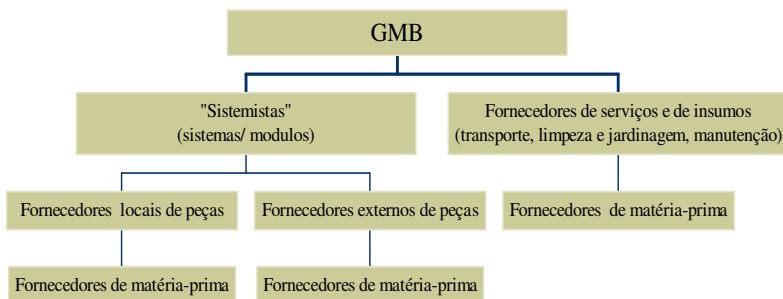 GMB
"Sistemistas"
(sistemas/ modulos)
Fornecedores de serviços e de insumos
(transporte, limpeza e jardinagem, manutenção)
Fornecedores locais de peças
Fornecedores externos de peças
Fornecedores de matéria-prima
Fornecedores de matéria-prima
Fornecedores de matéria-prima